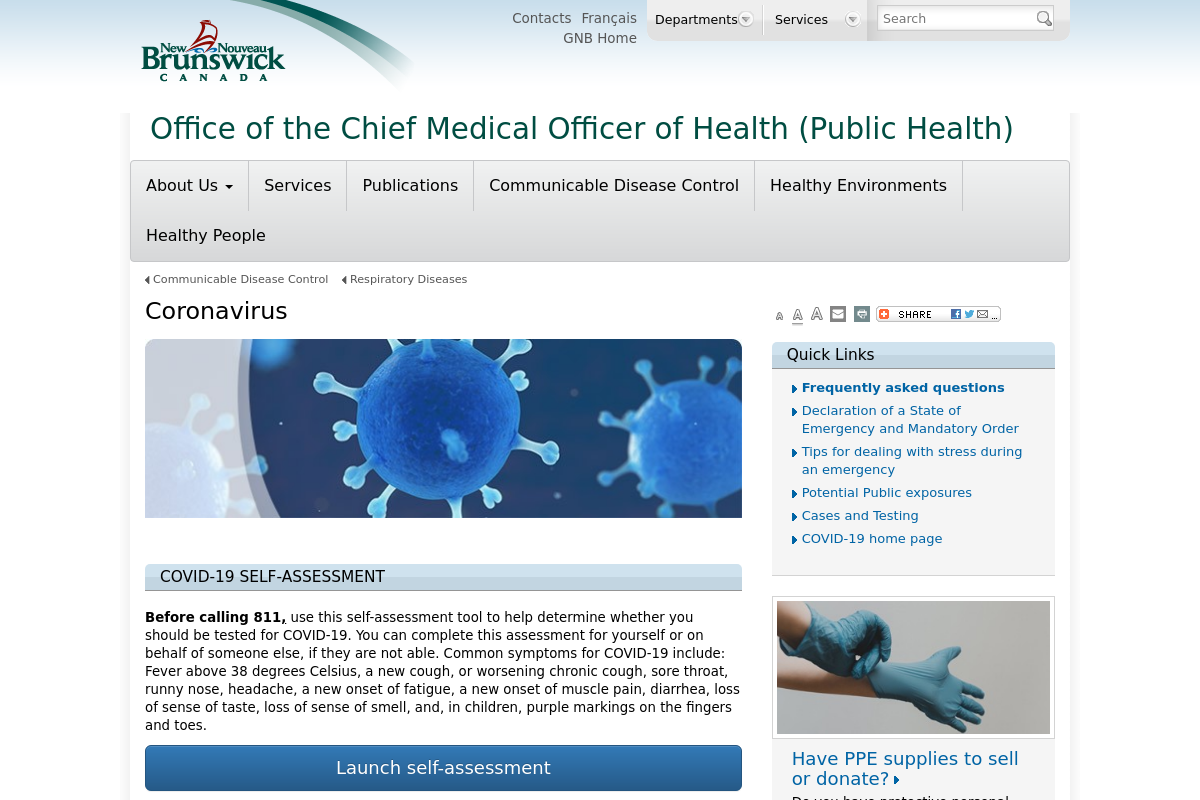 Contacts Français
GNB Home
Departments
Services
Search
New Nouveau
Brunswick
CANADA
Office of the Chief Medical Officer of Health (Public Health)
About Us
Services
Publications
Communicable Disease Control
Healthy Environments
Healthy People
Communicable Disease Control
Respiratory Diseases
Coronavirus
A A A
SHARE
...
Quick Links
Frequently asked questions
Declaration of a State of
Emergency and Mandatory Order
Tips for dealing with stress during
an emergency
Potential Public exposures
Cases and Testing
COVID-19 home page
COVID-19 SELF-ASSESSMENT
Before calling 811, use this self-assessment tool to help determine whether you
should be tested for COVID-19. You can complete this assessment for yourself or on
behalf of someone else, if they are not able. Common symptoms for COVID-19 include:
Fever above 38 degrees Celsius, a new cough, or worsening chronic cough, sore throat,
runny nose, headache, a new onset of fatigue, a new onset of muscle pain, diarrhea, loss
of sense of taste, loss of sense of smell, and, in children, purple markings on the fingers
and toes.
Launch self-assessment
Have PPE supplies to sell
or donate?
Do you have protective personal